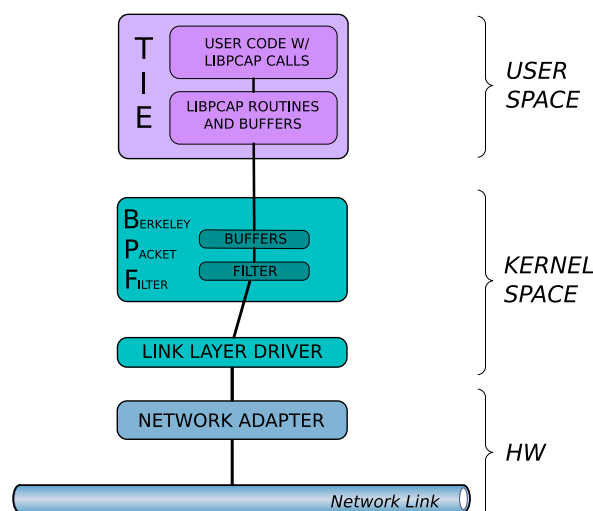 T
I
E
USER CODE W/
LIBPCAP CALLS
LIBPCAP ROUTINES
AND BUFFERS
USER
SPACE
BERKELEY
PACKET
FILTER
BUFFERS
FILTER
LINK LAYER DRIVER
KERNEL
SPACE
NETWORK ADAPTER
HW
Network Link